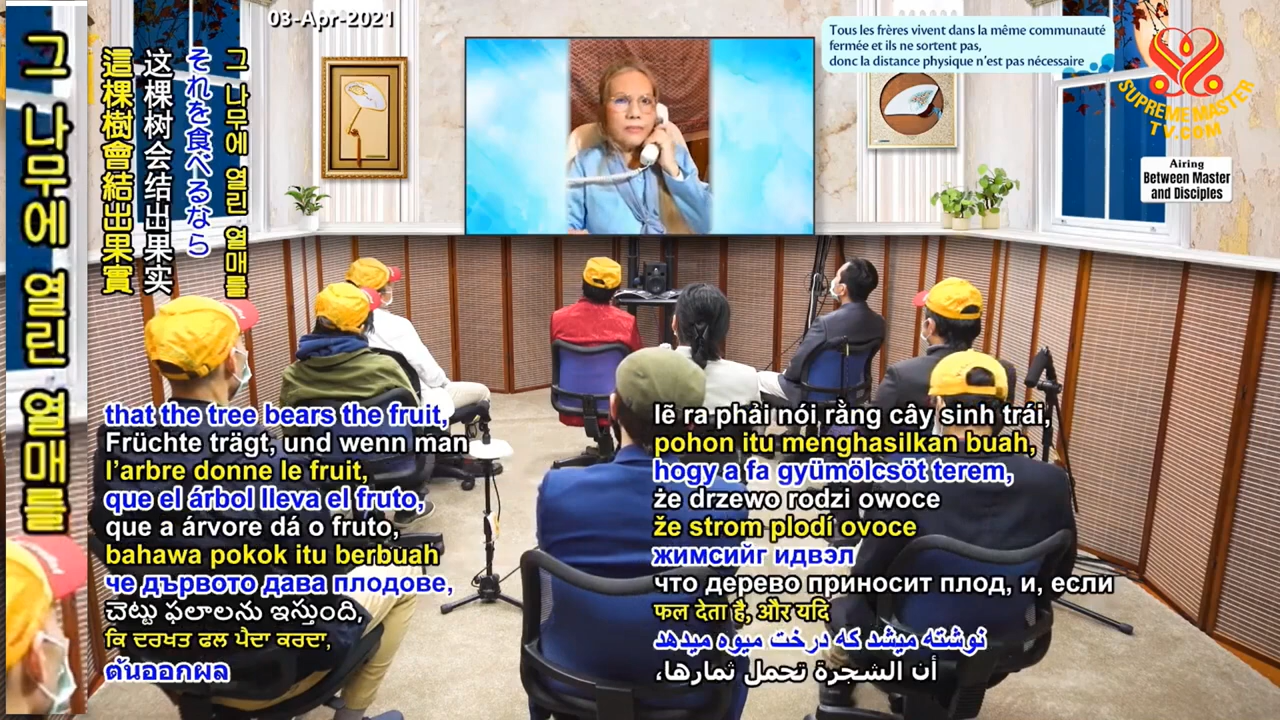 03-Apr-2021
Tous les frères vivent dans la même communauté
fermée et ils ne sortent pas,
donc la distance physique n'est pas nécessaire
SUPREME MASTER
TV.COM
Airing
Between Master
and Disciples
그 나무에 열린 열매를
這棵樹會結出果實
这棵树会结出果实
それを食べるなら
그 나무에 열린 열매를
that the tree bears the fruit,
Früchte trägt, und wenn man
l'arbre donne le fruit,
que el árbol lleva el fruto,
que a árvore dá o fruto,
bahawa pokok itu berbuah
че дървото дава плодове,
చెట్టు ఫలాలను ఇస్తుంది,
ਕਿ ਦਰਖਤ ਫਲ ਪੈਦਾ ਕਰਦਾ,
ต้นออกผล
lẽ ra phải nói rằng cây sinh trái,
pohon itu menghasilkan buah,
hogy a fa gyümölcsöt terem,
że drzewo rodzi owoce
že strom plodí ovoce
жимсийг идвэл
что дерево приносит плод, и, если
फल देता है, और यदि
نوشته میشد که درخت میوه میدهد
أن الشجرة تحمل ثمارها،